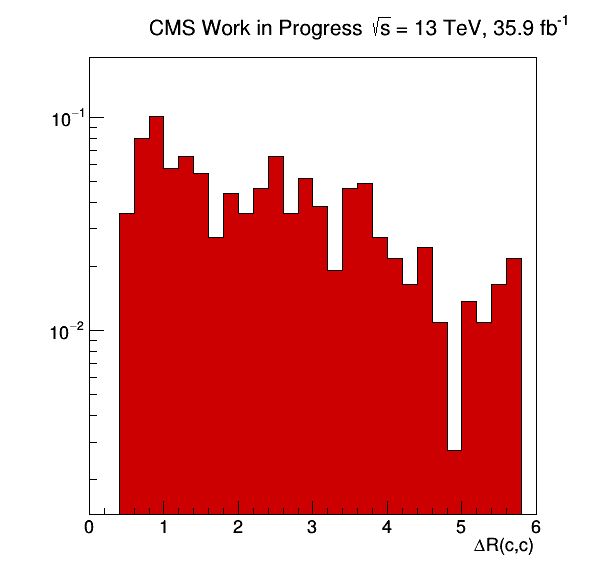 CMS Work in Progress √s = 13 TeV, 35.9 fb⁻¹
10⁻¹
10⁻²
0 1 2 3 4 5 6
ΔR(c,c)